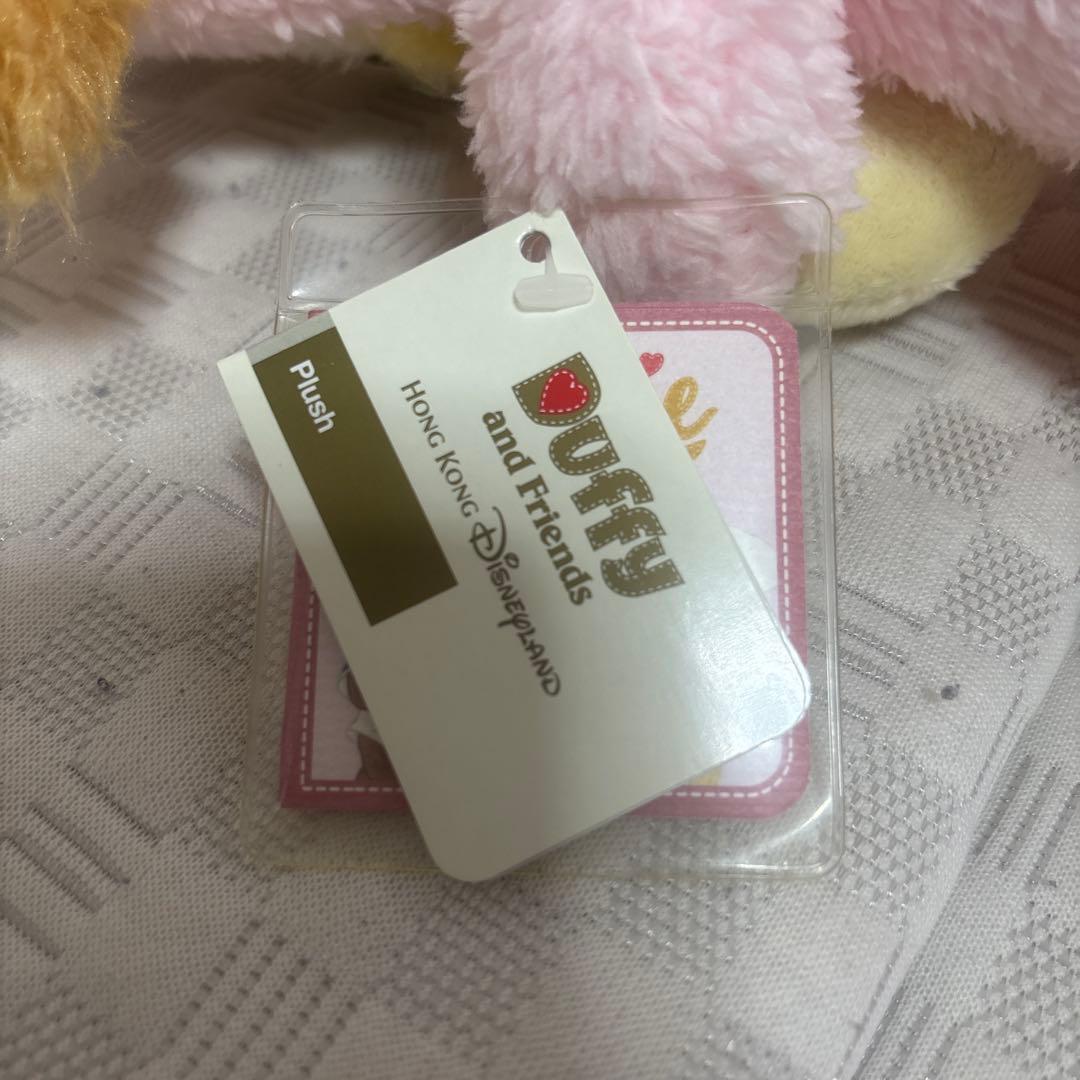 Duffy
and Friends
HONG KONG DISNEYLAND
Plush